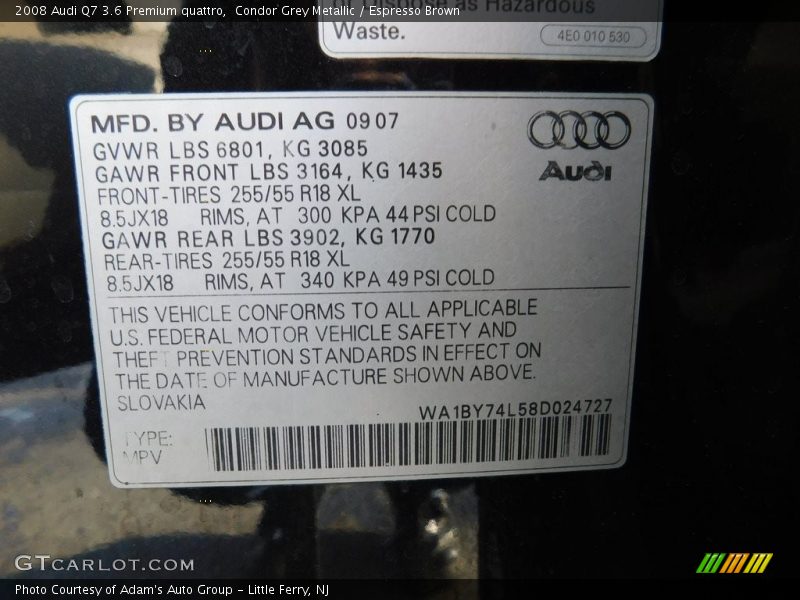 2008 Audi Q7 3.6 Premium quattro,  Condor Grey Metallic / Espresso Brown
as Hazardous
Waste.
4E0 010 530
MFD. BY AUDI AG 09 07
GVWR LBS 6801, KG 3085
GAWR FRONT LBS 3164, KG 1435
FRONT-TIRES 255/55 R18 XL
8.5JX18 RIMS, AT 300 KPA 44 PSI COLD
GAWR REAR LBS 3902, KG 1770
REAR-TIRES 255/55 R18 XL
8.5JX18 RIMS, AT 340 KPA 49 PSI COLD
Audi
THIS VEHICLE CONFORMS TO ALL APPLICABLE
U.S. FEDERAL MOTOR VEHICLE SAFETY AND
THEFT PREVENTION STANDARDS IN EFFECT ON
THE DATE OF MANUFACTURE SHOWN ABOVE.
SLOVAKIA
WA1BY74L58D024727
TYPE:
MPV
GTCARLOT.COM
Photo Courtesy of Adam's Auto Group - Little Ferry, NJ